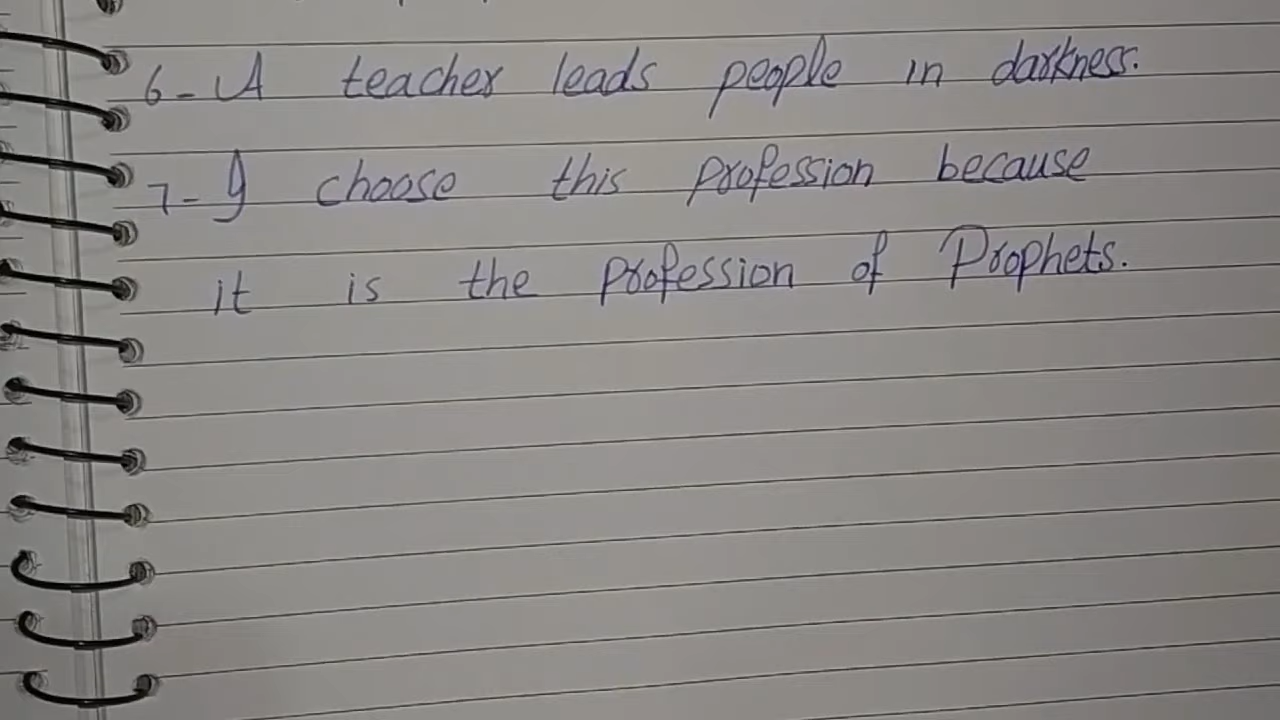 6- A teacher leads people in darkness.
7- I choose this profession because
it is the profession of Prophets.